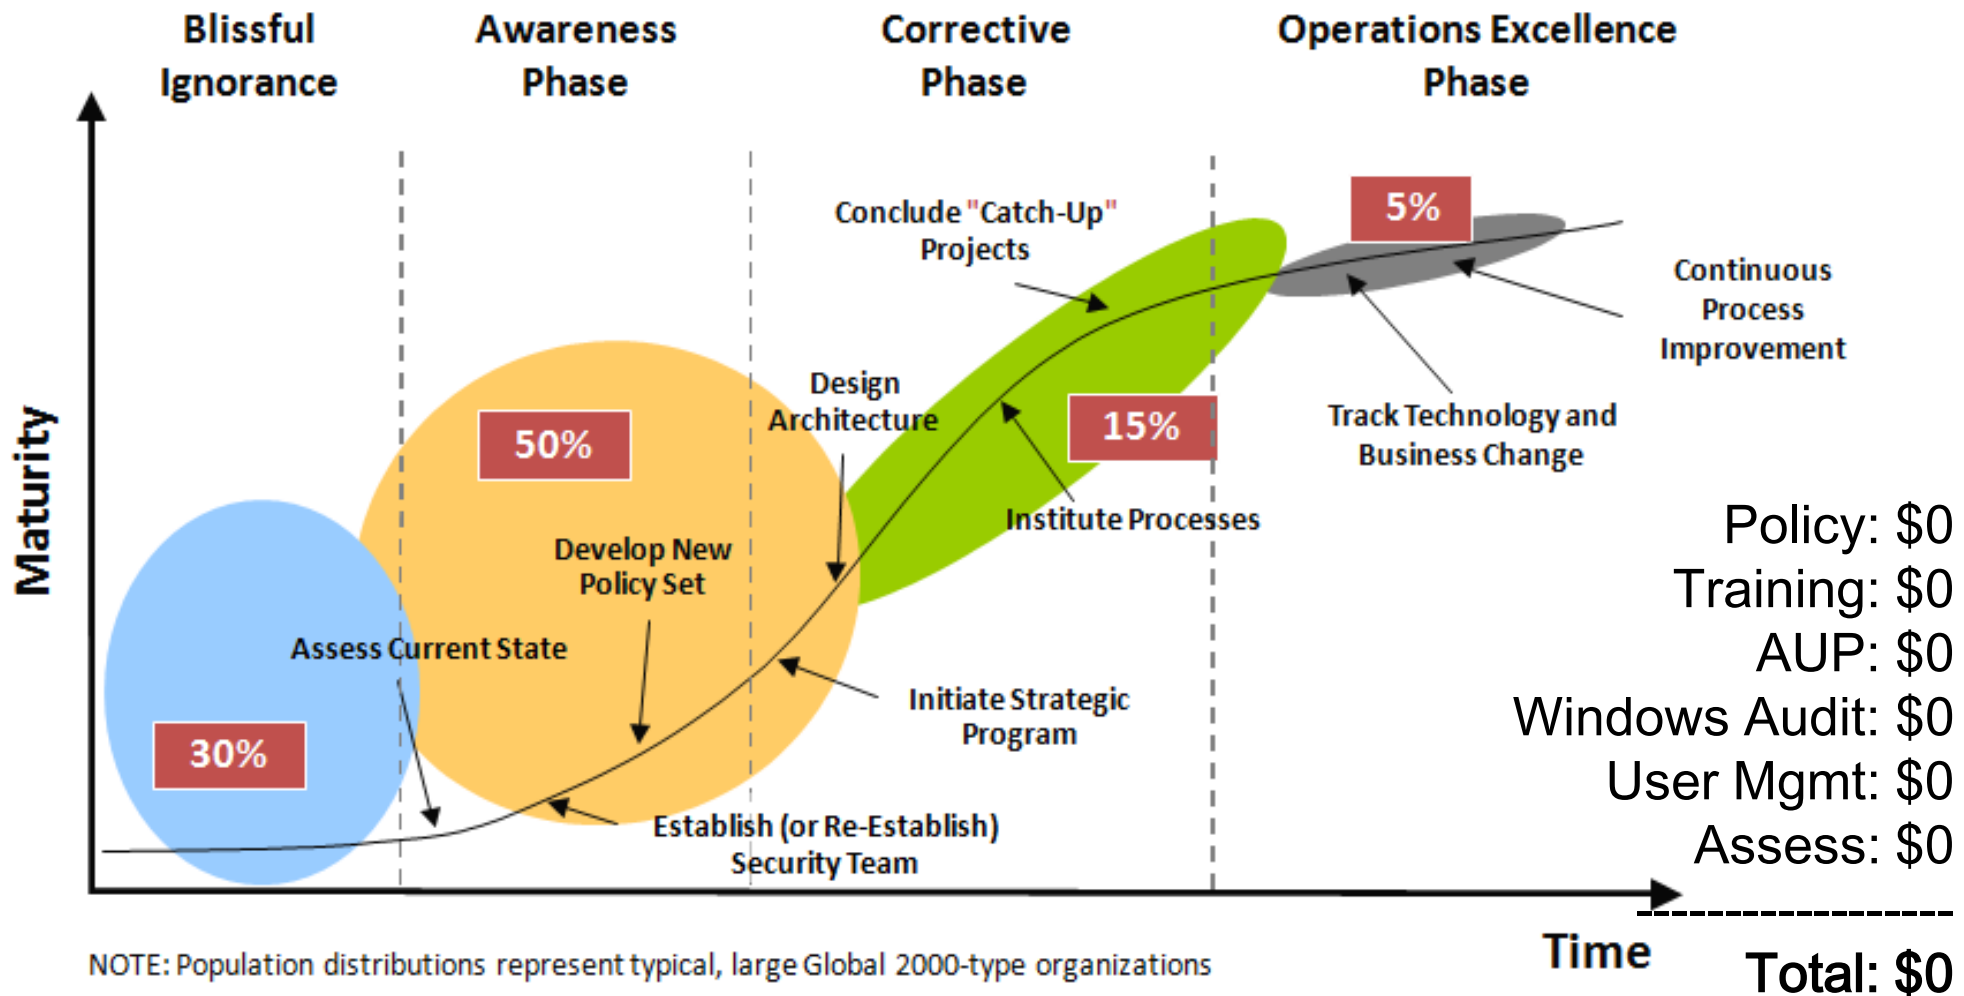 Blissful
Ignorance
Awareness
Phase
Corrective
Phase
Operations Excellence
Phase
Maturity
30%
50%
15%
5%
Assess Current State
Develop New
Policy Set
Establish (or Re-Establish)
Security Team
Initiate Strategic
Program
Design
Architecture
Conclude "Catch-Up"
Projects
Institute Processes
Track Technology and
Business Change
Continuous
Process
Improvement
Policy: $0
Training: $0
AUP: $0
Windows Audit: $0
User Mgmt: $0
Assess: $0
------------------
Total: $0
Time
NOTE: Population distributions represent typical, large Global 2000-type organizations